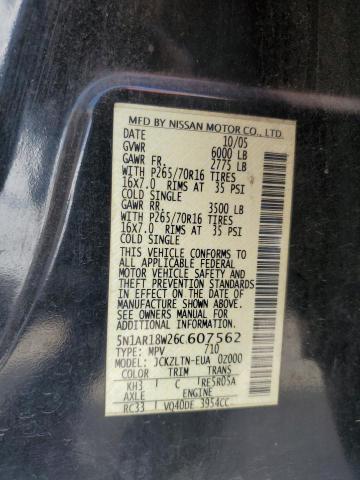 MFD BY NISSAN MOTOR CO., LTD.
DATE 10/05
GVWR 6000 LB
GAWR FR. 2775 LB
WITH P265/70R16 TIRES
16X7.0 RIMS AT 35 PSI
COLD SINGLE
GAWR RR. 3500 LB
WITH P265/70R16 TIRES
16X7.0 RIMS AT 35 PSI
COLD SINGLE
THIS VEHICLE CONFORMS TO
ALL APPLICABLE FEDERAL
MOTOR VEHICLE SAFETY AND
THEFT PREVENTION STANDARDS
IN EFFECT ON THE DATE OF
MANUFACTURE SHOWN ABOVE.
SEE OWNERS MANUAL FOR
ADDITIONAL INFORMATION
5N1AR18W26C607562
TYPE: MPV 710
MODEL: JCKZLTN-EUA 02000
COLOR TRIM TRANS
KH3 C RE5R05A
AXLE ENGINE
RC33 VQ40DE 3954CC